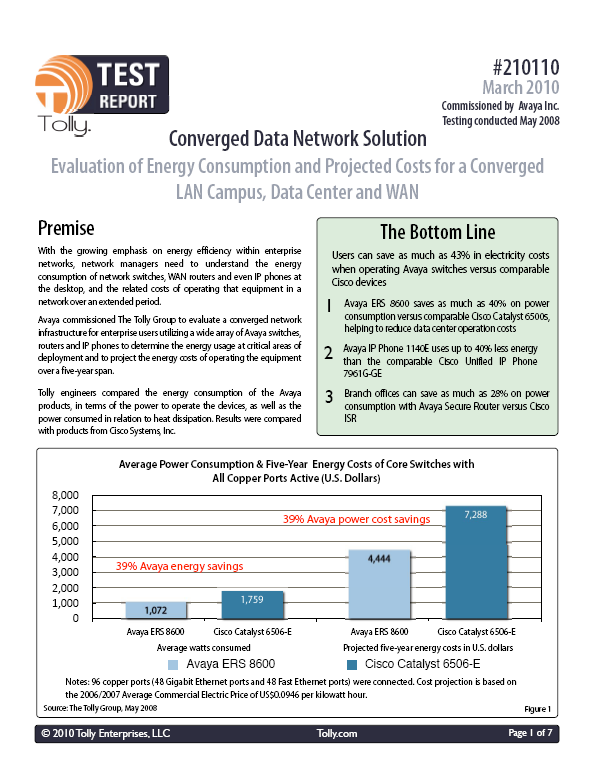 TEST
REPORT
Tolly.
#210110
March 2010
Commissioned by Avaya Inc.
Testing conducted May 2008
Converged Data Network Solution
Evaluation of Energy Consumption and Projected Costs for a Converged
LAN Campus, Data Center and WAN
Premise
With the growing emphasis on energy efficiency within enterprise
networks, network managers need to understand the energy
consumption of network switches, WAN routers and even IP phones at
the desktop, and the related costs of operating that equipment in a
network over an extended period.
Avaya commissioned The Tolly Group to evaluate a converged network
infrastructure for enterprise users utilizing a wide array of Avaya switches,
routers and IP phones to determine the energy usage at critical areas of
deployment and to project the energy costs of operating the equipment
over a five-year span.
Tolly engineers compared the energy consumption of the Avaya
products, in terms of the power to operate the devices, as well as the
power consumed in relation to heat dissipation. Results were compared
with products from Cisco Systems, Inc.
The Bottom Line
Users can save as much as 43% in electricity costs
when operating Avaya switches versus comparable
Cisco devices
1 Avaya ERS 8600 saves as much as 40% on power
consumption versus comparable Cisco Catalyst 6500s,
helping to reduce data center operation costs
2 Avaya IP Phone 1140E uses up to 40% less energy
than the comparable Cisco Unified IP Phone
7961G-GE
3 Branch offices can save as much as 28% on power
consumption with Avaya Secure Router versus Cisco
ISR
Average Power Consumption & Five-Year Energy Costs of Core Switches with
All Copper Ports Active (U.S. Dollars)
8,000
7,000
6,000
5,000
4,000
3,000
2,000
1,000
0
39% Avaya energy savings
39% Avaya power cost savings
1,072
1,759
4,444
7,288
Avaya ERS 8600 Cisco Catalyst 6506-E Avaya ERS 8600 Cisco Catalyst 6506-E
Average watts consumed Projected five-year energy costs in U.S. dollars
Avaya ERS 8600 Cisco Catalyst 6506-E
Notes: 96 copper ports (48 Gigabit Ethernet ports and 48 Fast Ethernet ports) were connected. Cost projection is based on
the 2006/2007 Average Commercial Electric Price of US$0.0946 per kilowatt hour.
Source: The Tolly Group, May 2008 Figure 1
© 2010 Tolly Enterprises, LLC Tolly.com Page 1 of 7